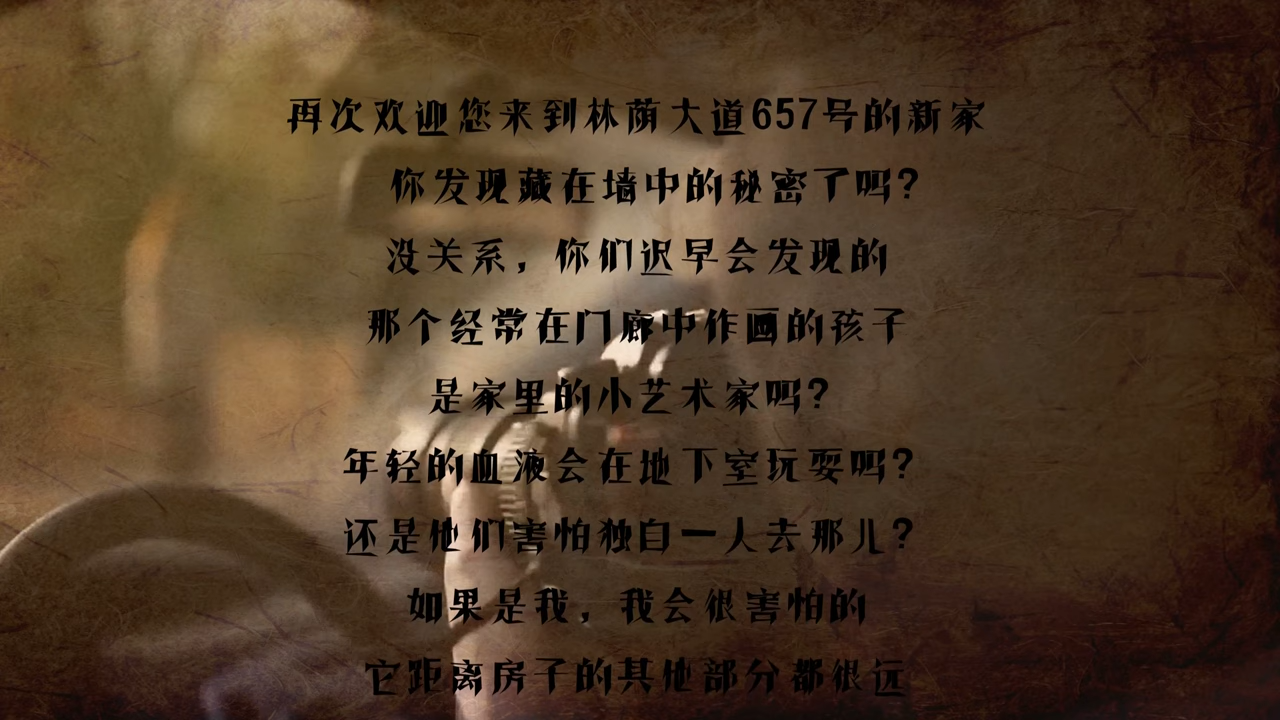 再次欢迎您来到林荫大道657号的新家
你发现藏在墙中的秘密了吗?
没关系，你们迟早会发现的
那个经常在门廊中作画的孩子
是家里的小艺术家吗?
年轻的血液会在地下室玩耍吗?
还是他们害怕独自一人去那儿?
如果是我，我会很害怕的
它距离房子的其他部分都很远